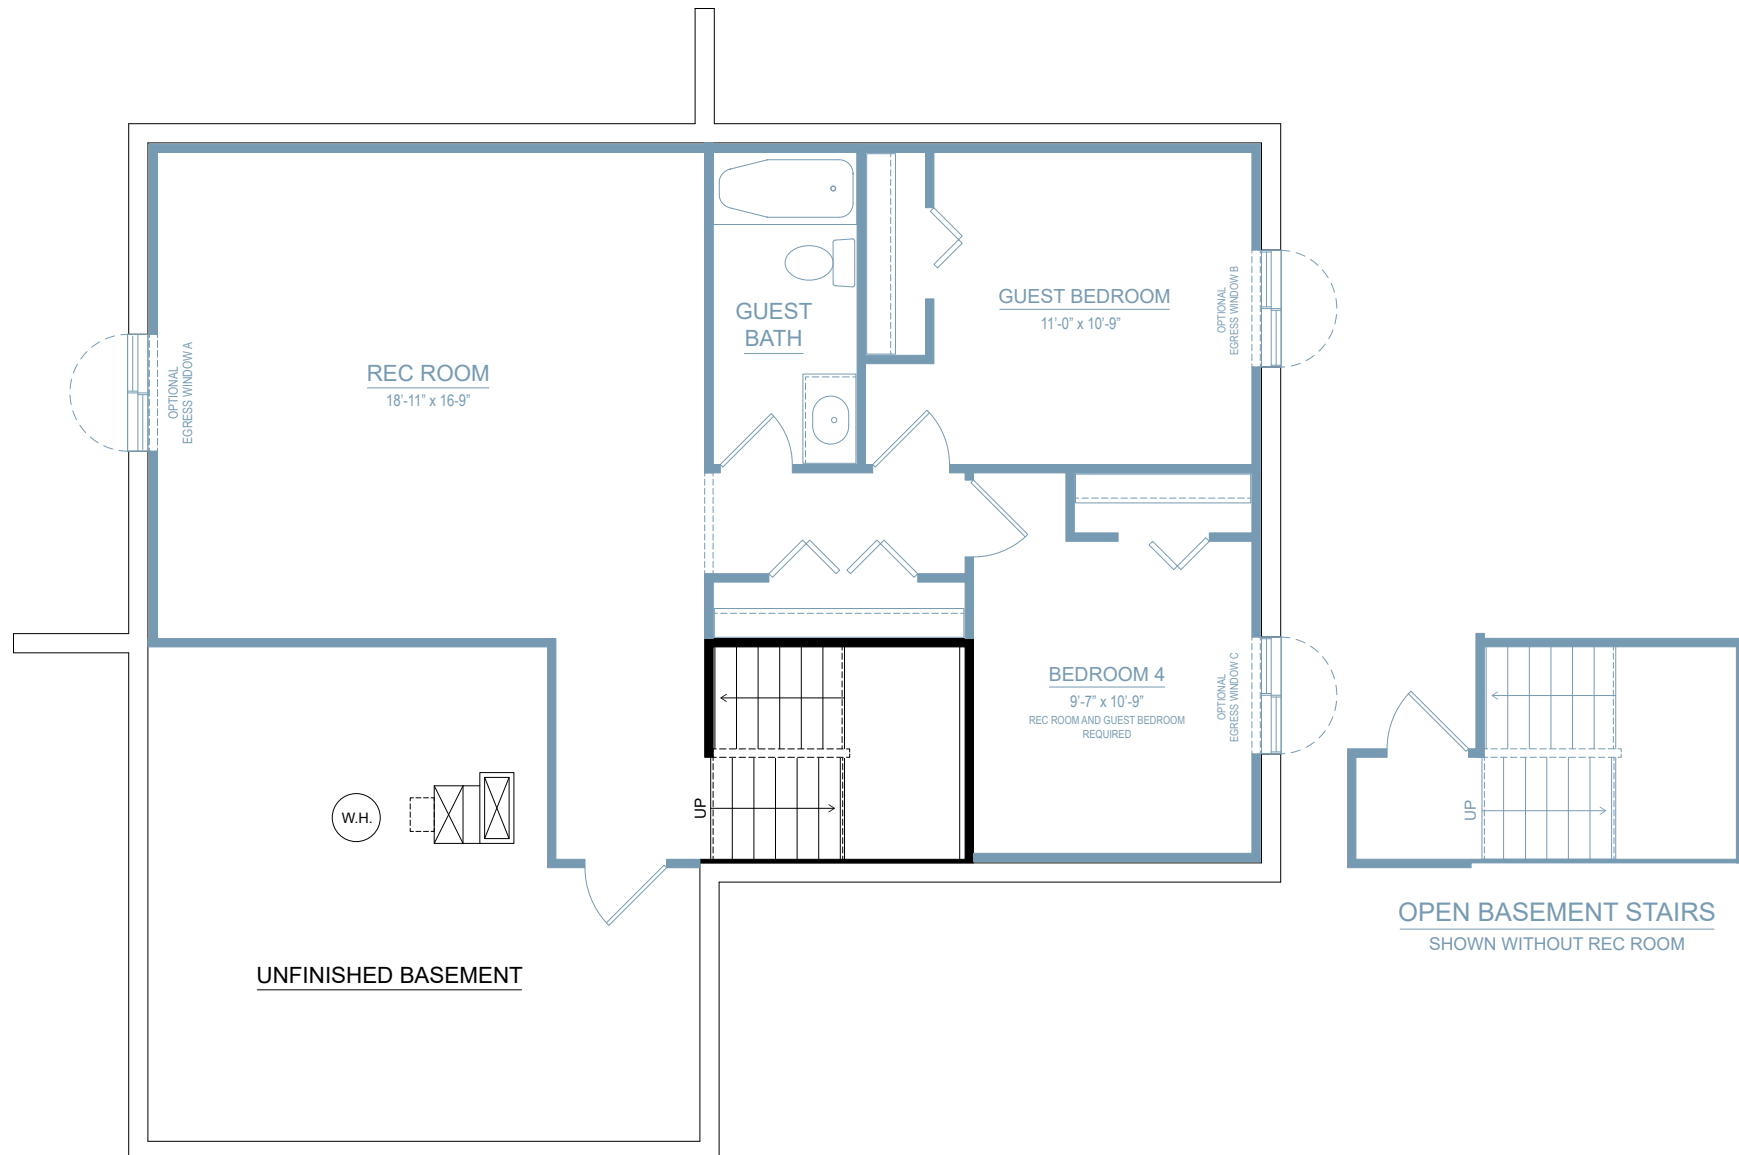 REC ROOM
18'-11" x 16-9"
OPTIONAL
EGRESS WINDOW A
GUEST
BATH
GUEST BEDROOM
11'-0" x 10'-9"
OPTIONAL
EGRESS WINDOW B
BEDROOM 4
9'-7" x 10'-9"
REC ROOM AND GUEST BEDROOM
REQUIRED
OPTIONAL
EGRESS WINDOW C
UP
W.H.
UNFINISHED BASEMENT
UP
OPEN BASEMENT STAIRS
SHOWN WITHOUT REC ROOM